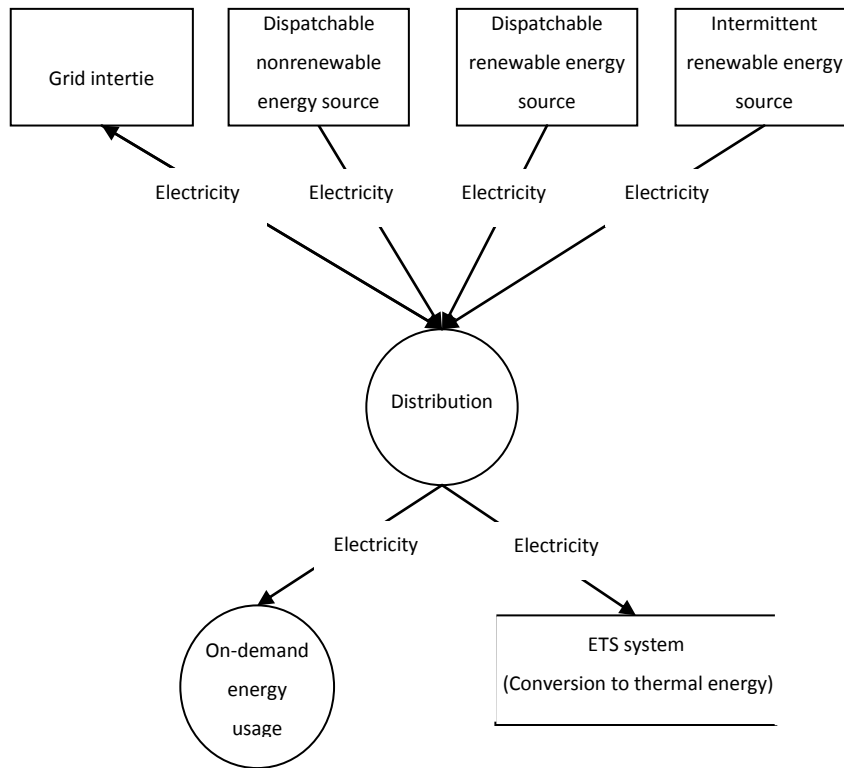 Grid intertie
Dispatchable
nonrenewable
energy source
Dispatchable
renewable energy
source
Intermittent
renewable energy
source
Electricity
Electricity
Electricity
Electricity
Distribution
Electricity
Electricity
On-demand
energy
usage
ETS system
(Conversion to thermal energy)